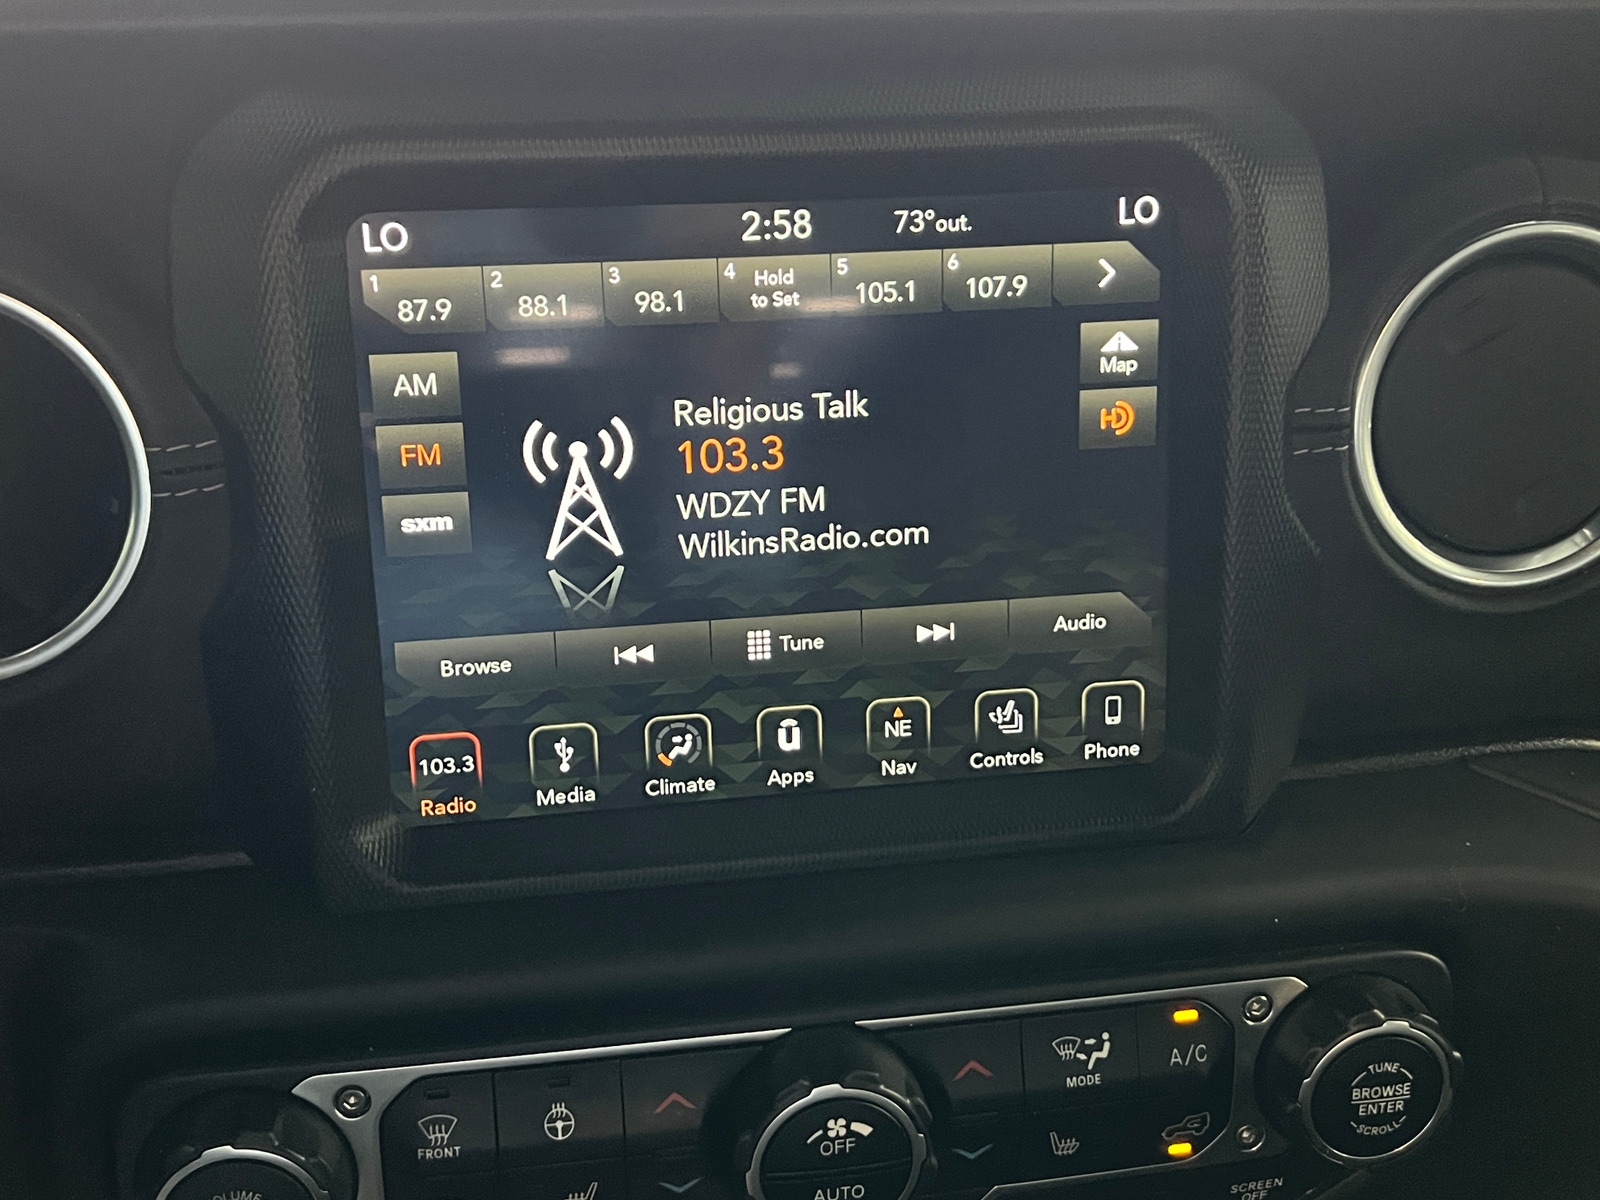 LO 2:58 73°out. LO
1 87.9 2 88.1 3 98.1 4 Hold to Set 5 105.1 6 107.9
AM
FM
sxm
Religious Talk
103.3
WDZY FM
WilkinsRadio.com
Map
HD
Browse Tune Audio
103.3 NE
Radio Media Climate Apps Nav Controls Phone
FRONT
OFF
AUTO
MODE
A/C
TUNE
BROWSE
ENTER
SCROLL
SCREEN
OFF